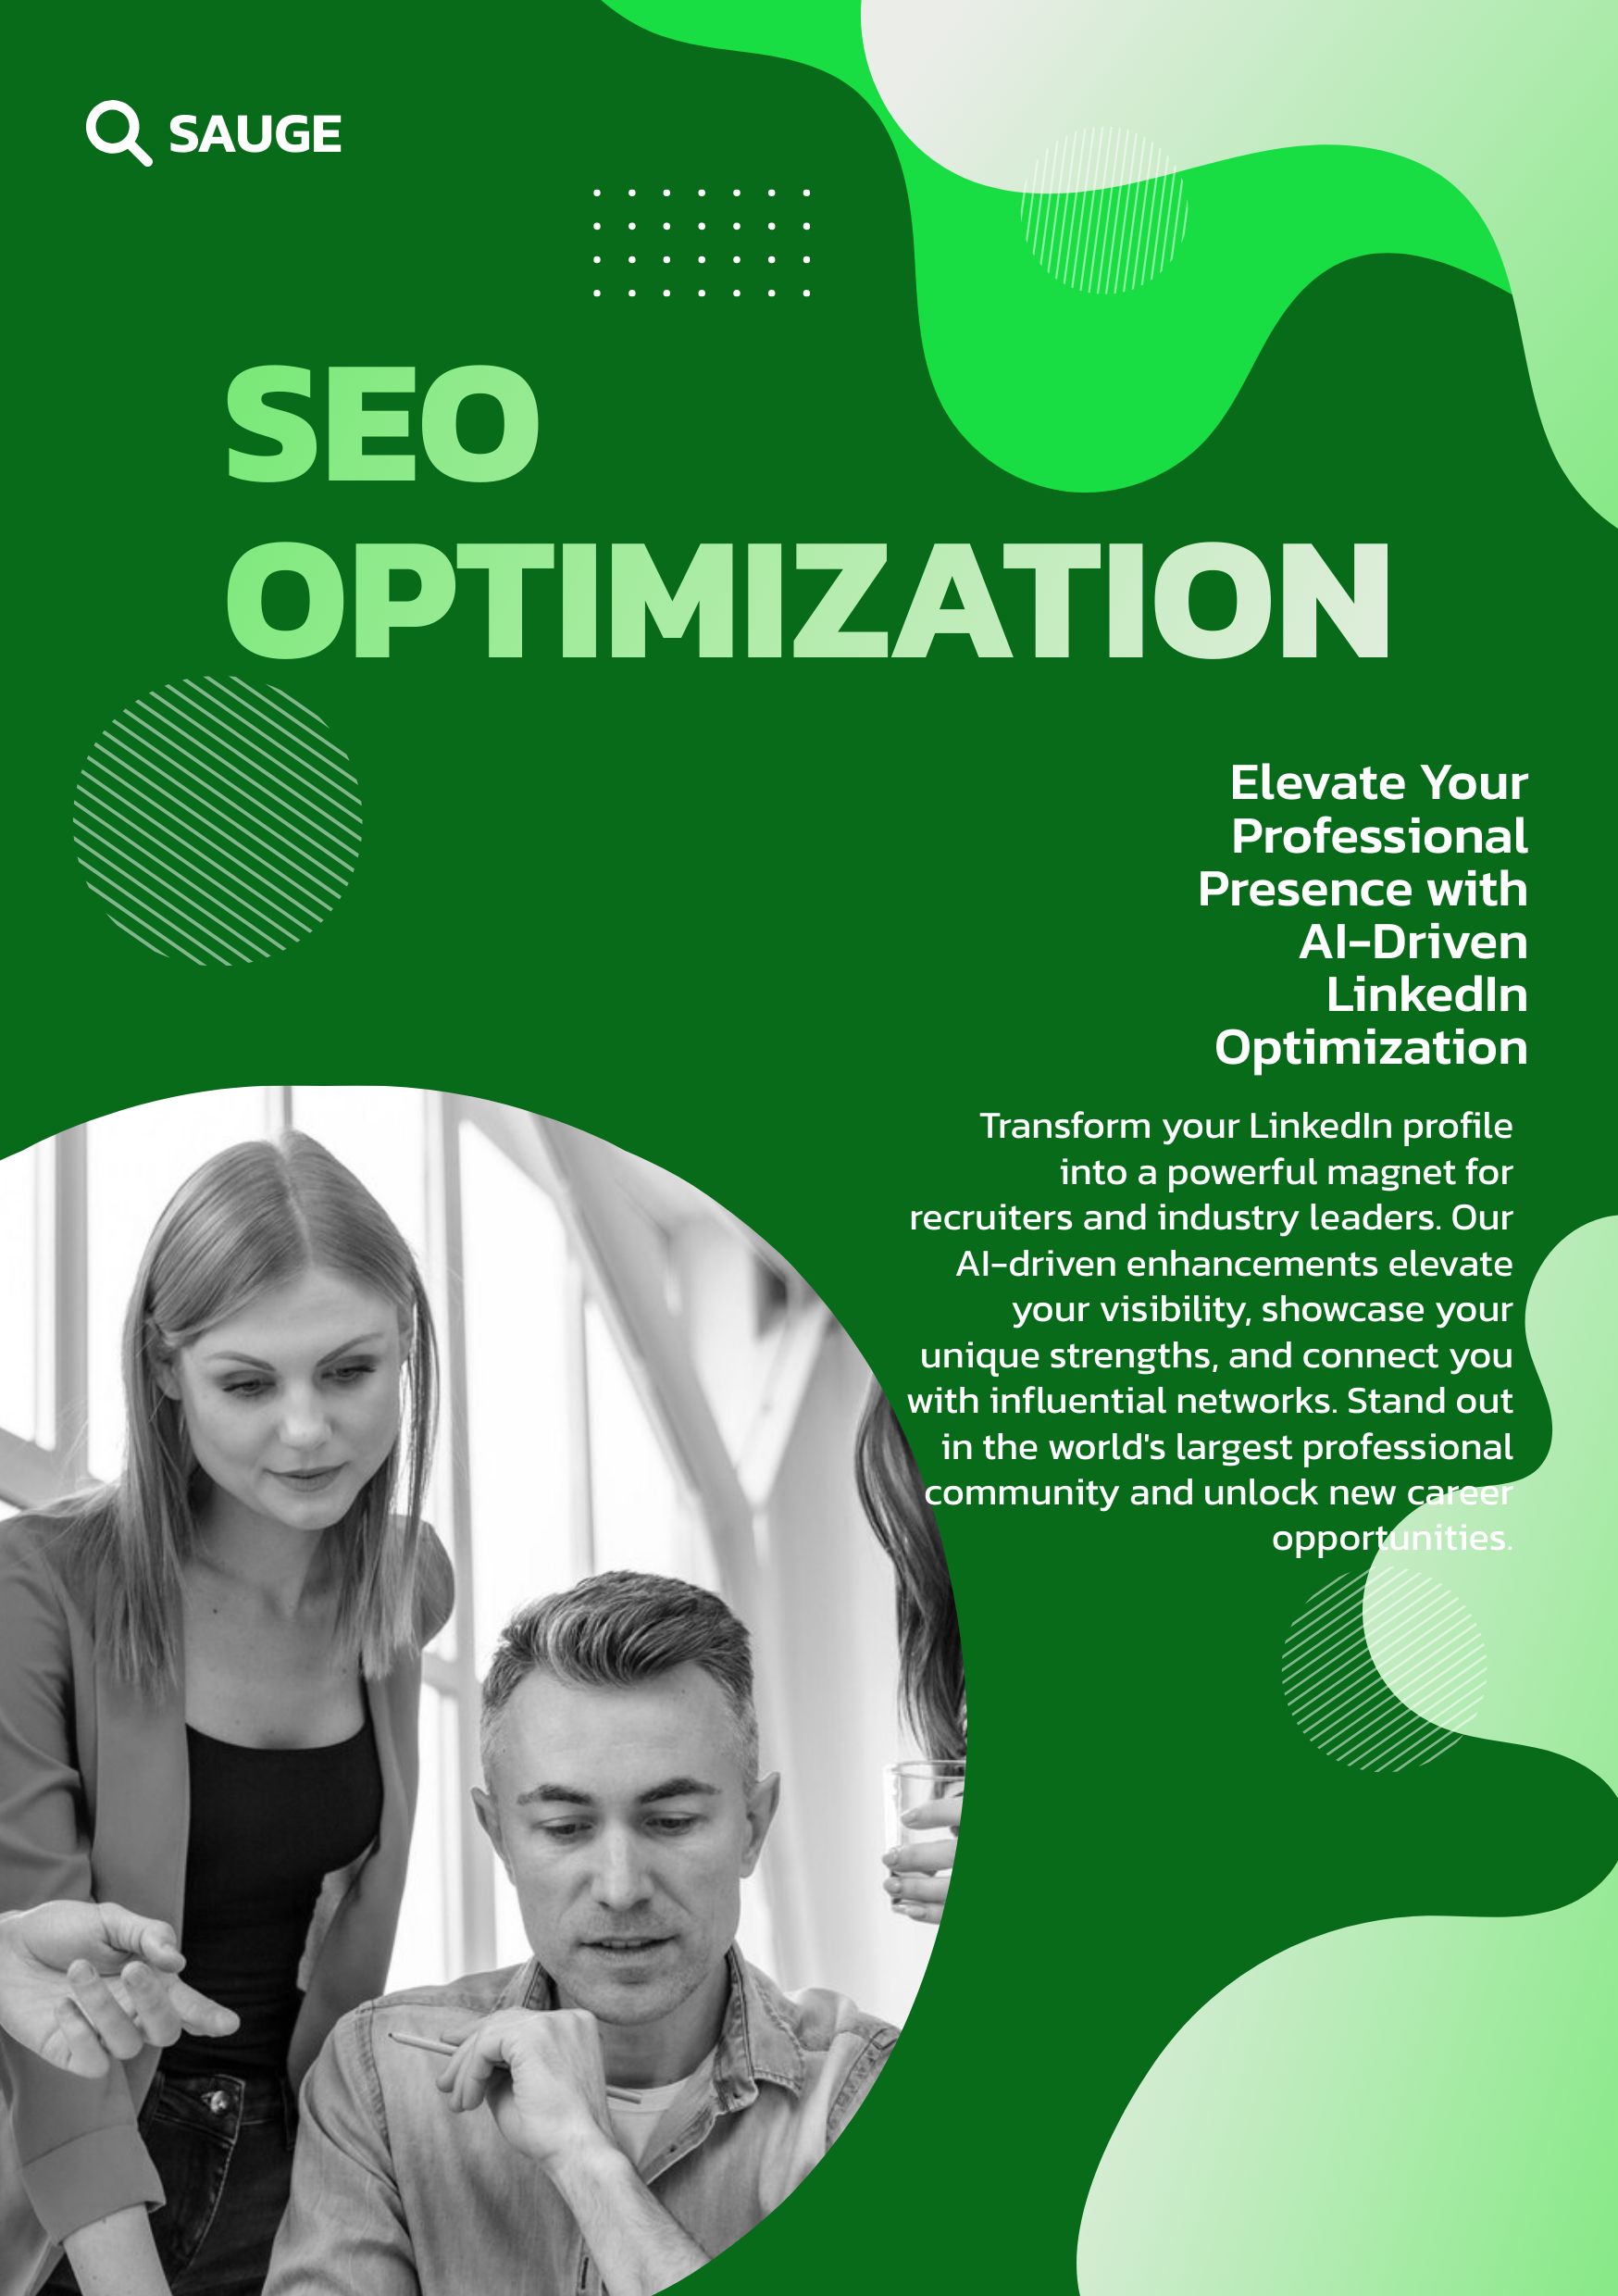 SAUGE
SEO
OPTIMIZATION
Elevate Your
Professional
Presence with
AI-Driven
LinkedIn
Optimization
Transform your LinkedIn profile
into a powerful magnet for
recruiters and industry leaders. Our
AI-driven enhancements elevate
your visibility, showcase your
unique strengths, and connect you
with influential networks. Stand out
in the world's largest professional
community and unlock new career
opportunities.